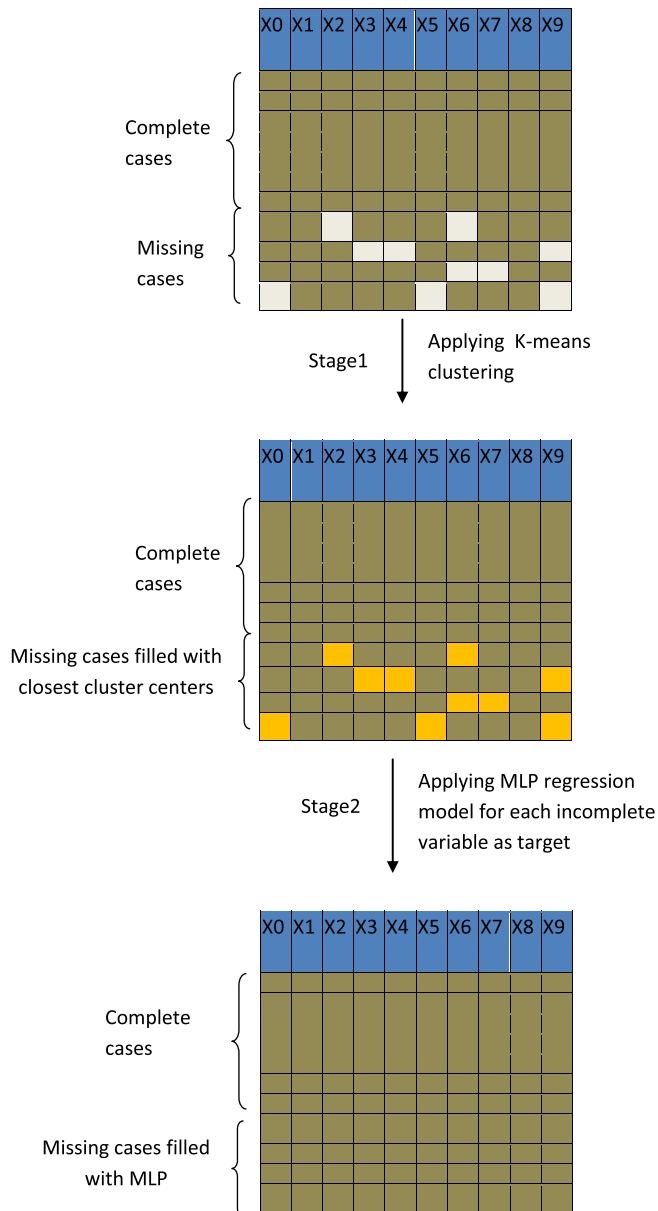 X0 X1 X2 X3 X4 X5 X6 X7 X8 X9
Complete
cases
Missing
cases
Stage1
Applying K-means
clustering
X0 X1 X2 X3 X4 X5 X6 X7 X8 X9
Complete
cases
Missing cases filled with
closest cluster centers
Stage2
Applying MLP regression
model for each incomplete
variable as target
X0 X1 X2 X3 X4 X5 X6 X7 X8 X9
Complete
cases
Missing cases filled
with MLP